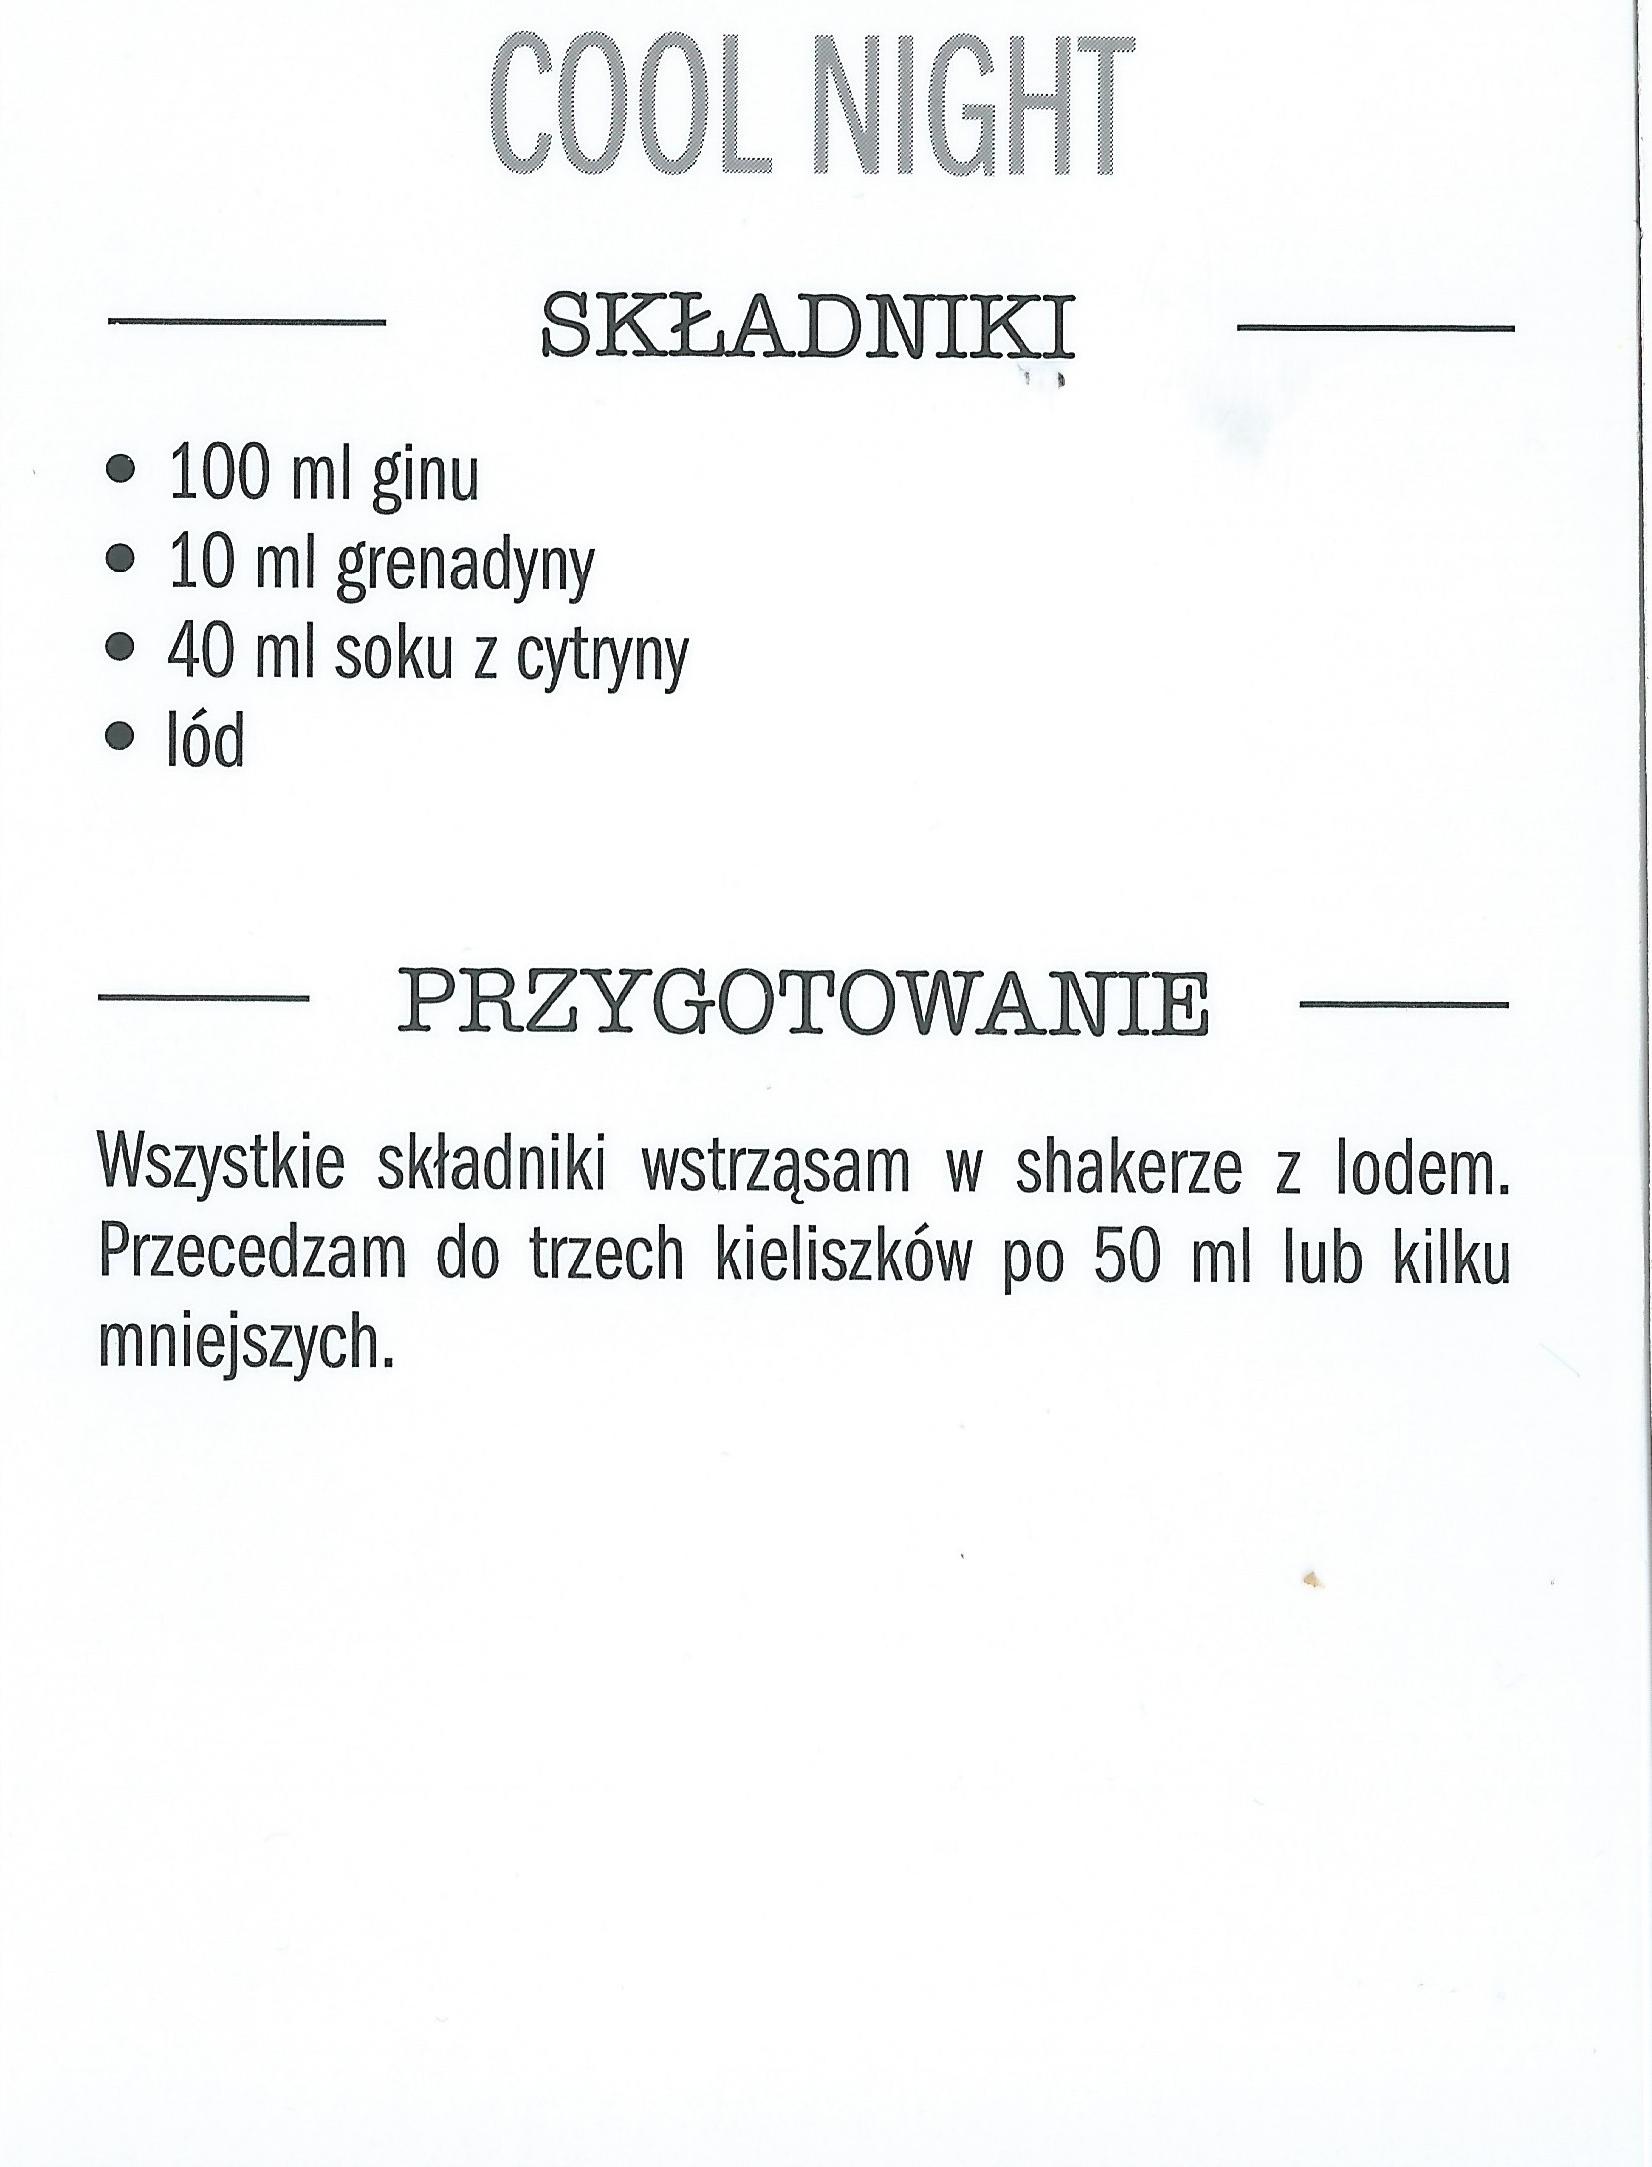 COOL NIGHT
SKŁADNIKI
• 100 ml ginu
• 10 ml grenadyny
• 40 ml soku z cytryny
• lód
PRZYGOTOWANIE
Wszystkie składniki wstrząsam w shakerze z lodem.
Przecedzam do trzech kieliszków po 50 ml lub kilku
mniejszych.